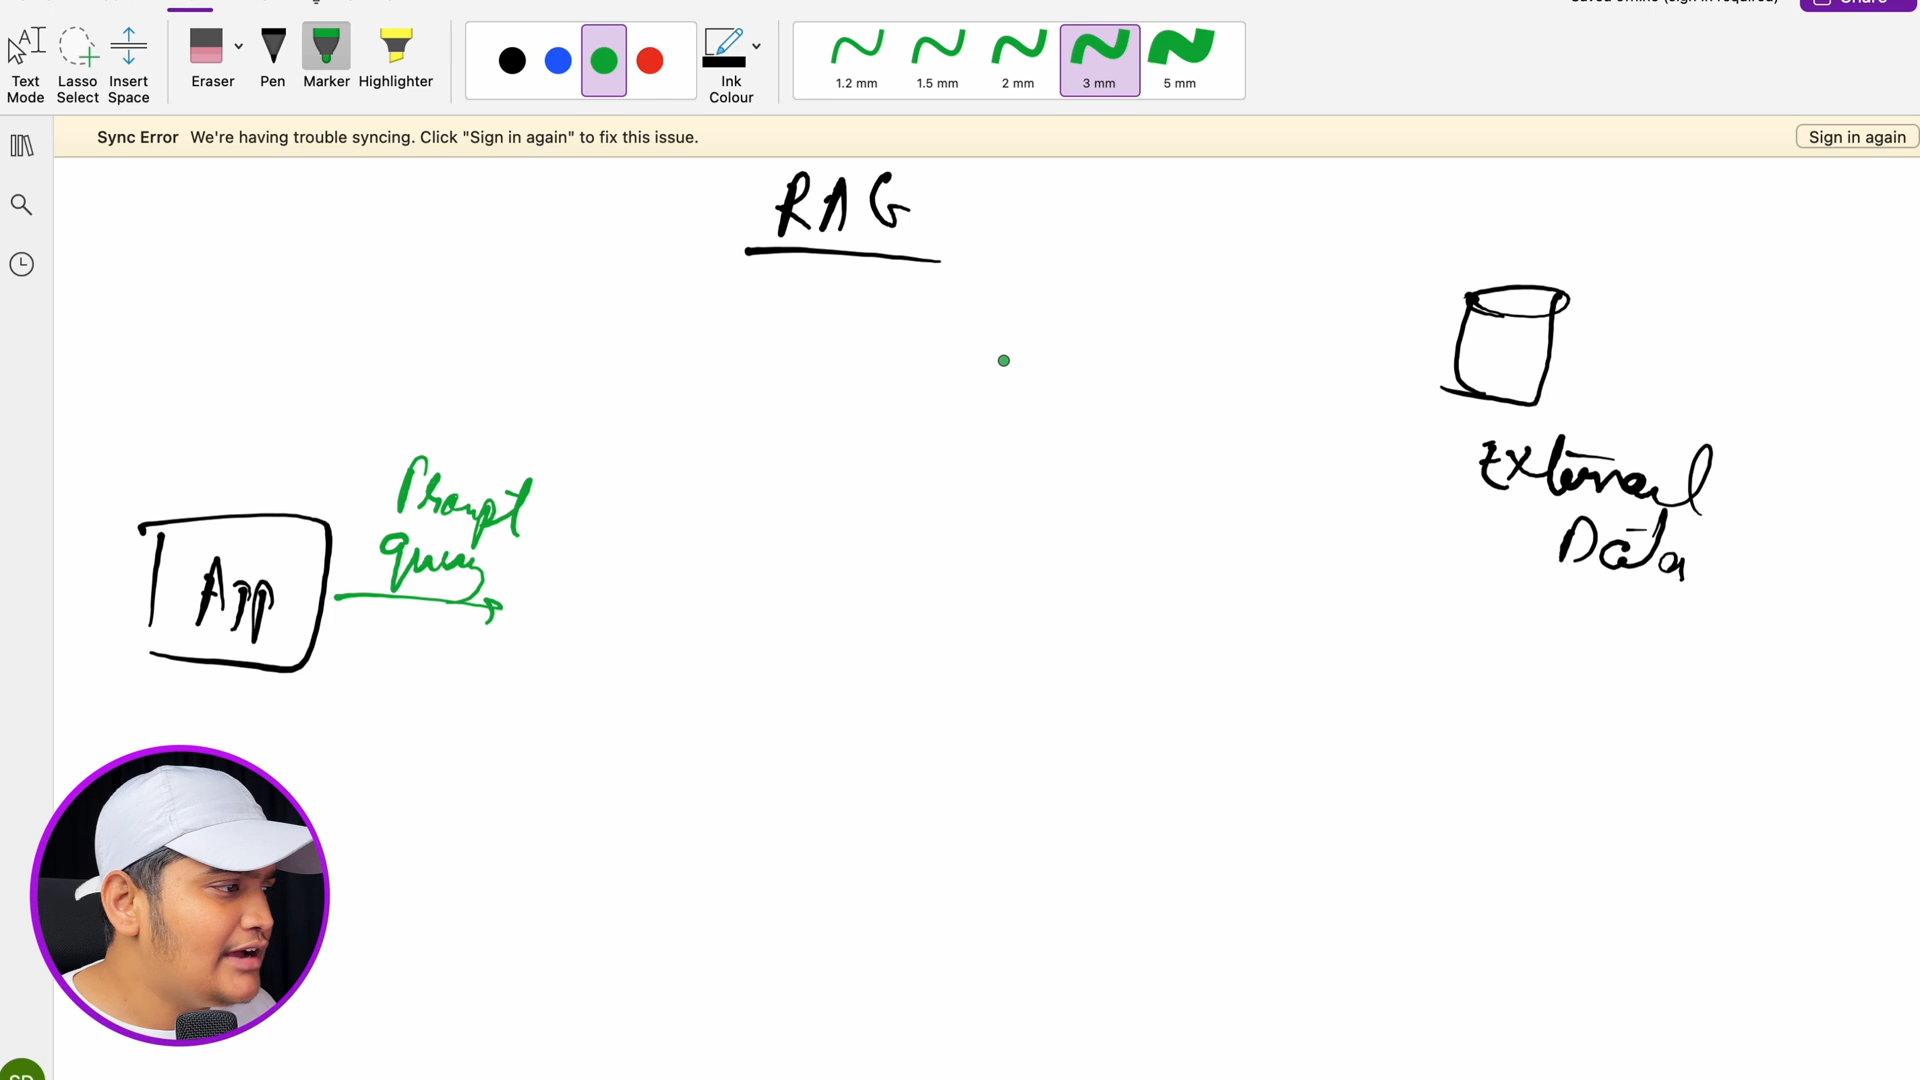 Text
Mode
Lasso
Select
Insert
Space
Eraser
Pen
Marker
Highlighter
Ink
Colour
1.2 mm
1.5 mm
2 mm
3 mm
5 mm
Share
Sync Error We're having trouble syncing. Click "Sign in again" to fix this issue.
Sign in again
RAG
External
Data
Prompt
query
App